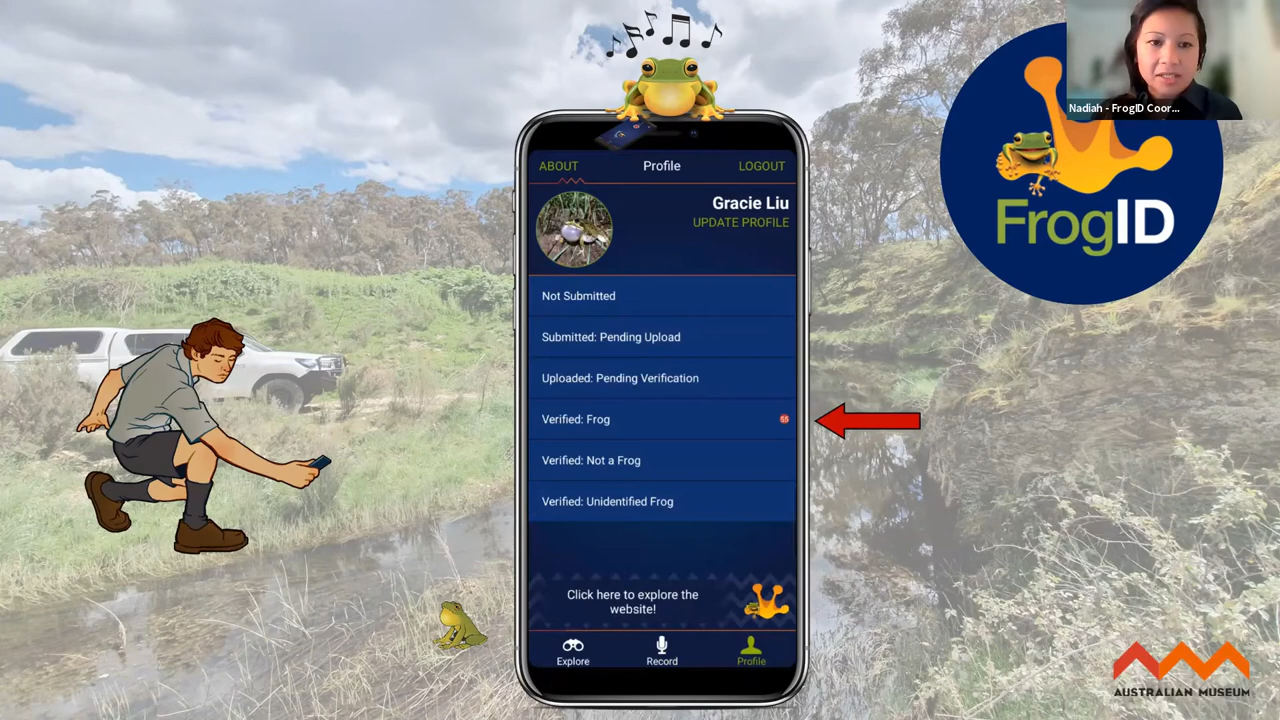 Nadiah - FrogID Coor...
ABOUT
Profile
LOGOUT
Gracie Liu
UPDATE PROFILE
Not Submitted
Submitted: Pending Upload
Uploaded: Pending Verification
Verified: Frog
55
Verified: Not a Frog
Verified: Unidentified Frog
Click here to explore the
website!
Explore
Record
Profile
FrogID
AUSTRALIAN MUSEUM